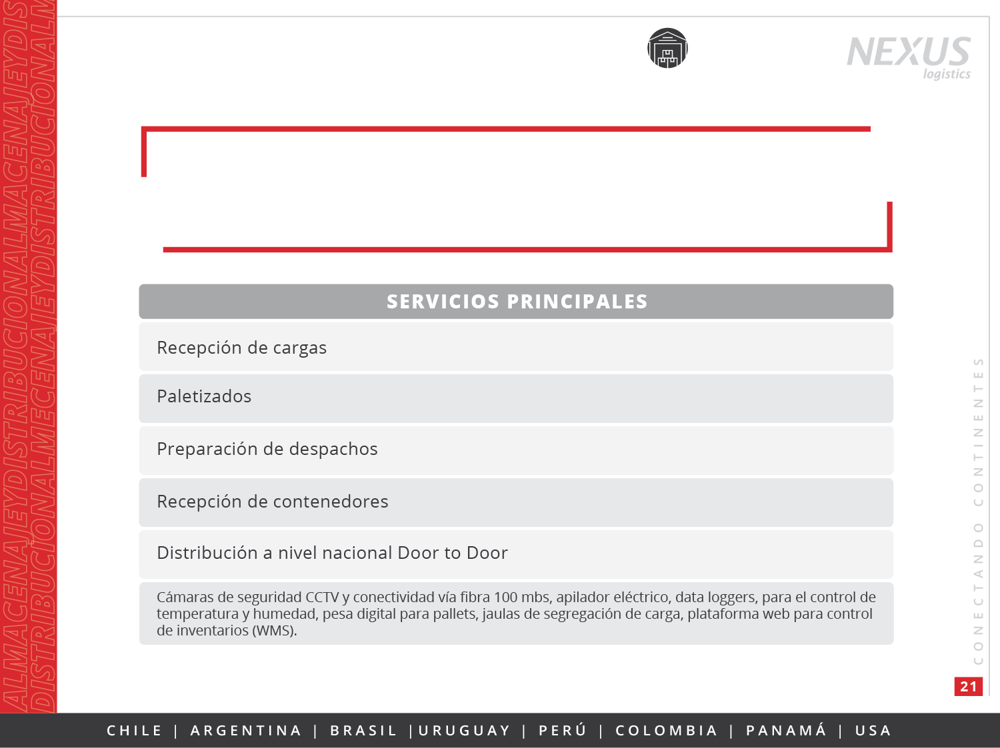 NEXUS
logistics
SERVICIOS PRINCIPALES
Recepción de cargas
Paletizados
Preparación de despachos
Recepción de contenedores
Distribución a nivel nacional Door to Door
Cámaras de seguridad CCTV y conectividad vía fibra 100 mbs, apilador eléctrico, data loggers, para el control de
temperatura y humedad, pesa digital para pallets, jaulas de segregación de carga, plataforma web para control
de inventarios (WMS).
CONECTANDO CONTINENTES
21
CHILE | ARGENTINA | BRASIL |URUGUAY | PERÚ | COLOMBIA | PANAMÁ | USA
ALMACENAJEYDISTRIBUCIONALMACENAJEYDIS
DISTRIBUCIONALMECENAJEYDISTRIBUCIONALM